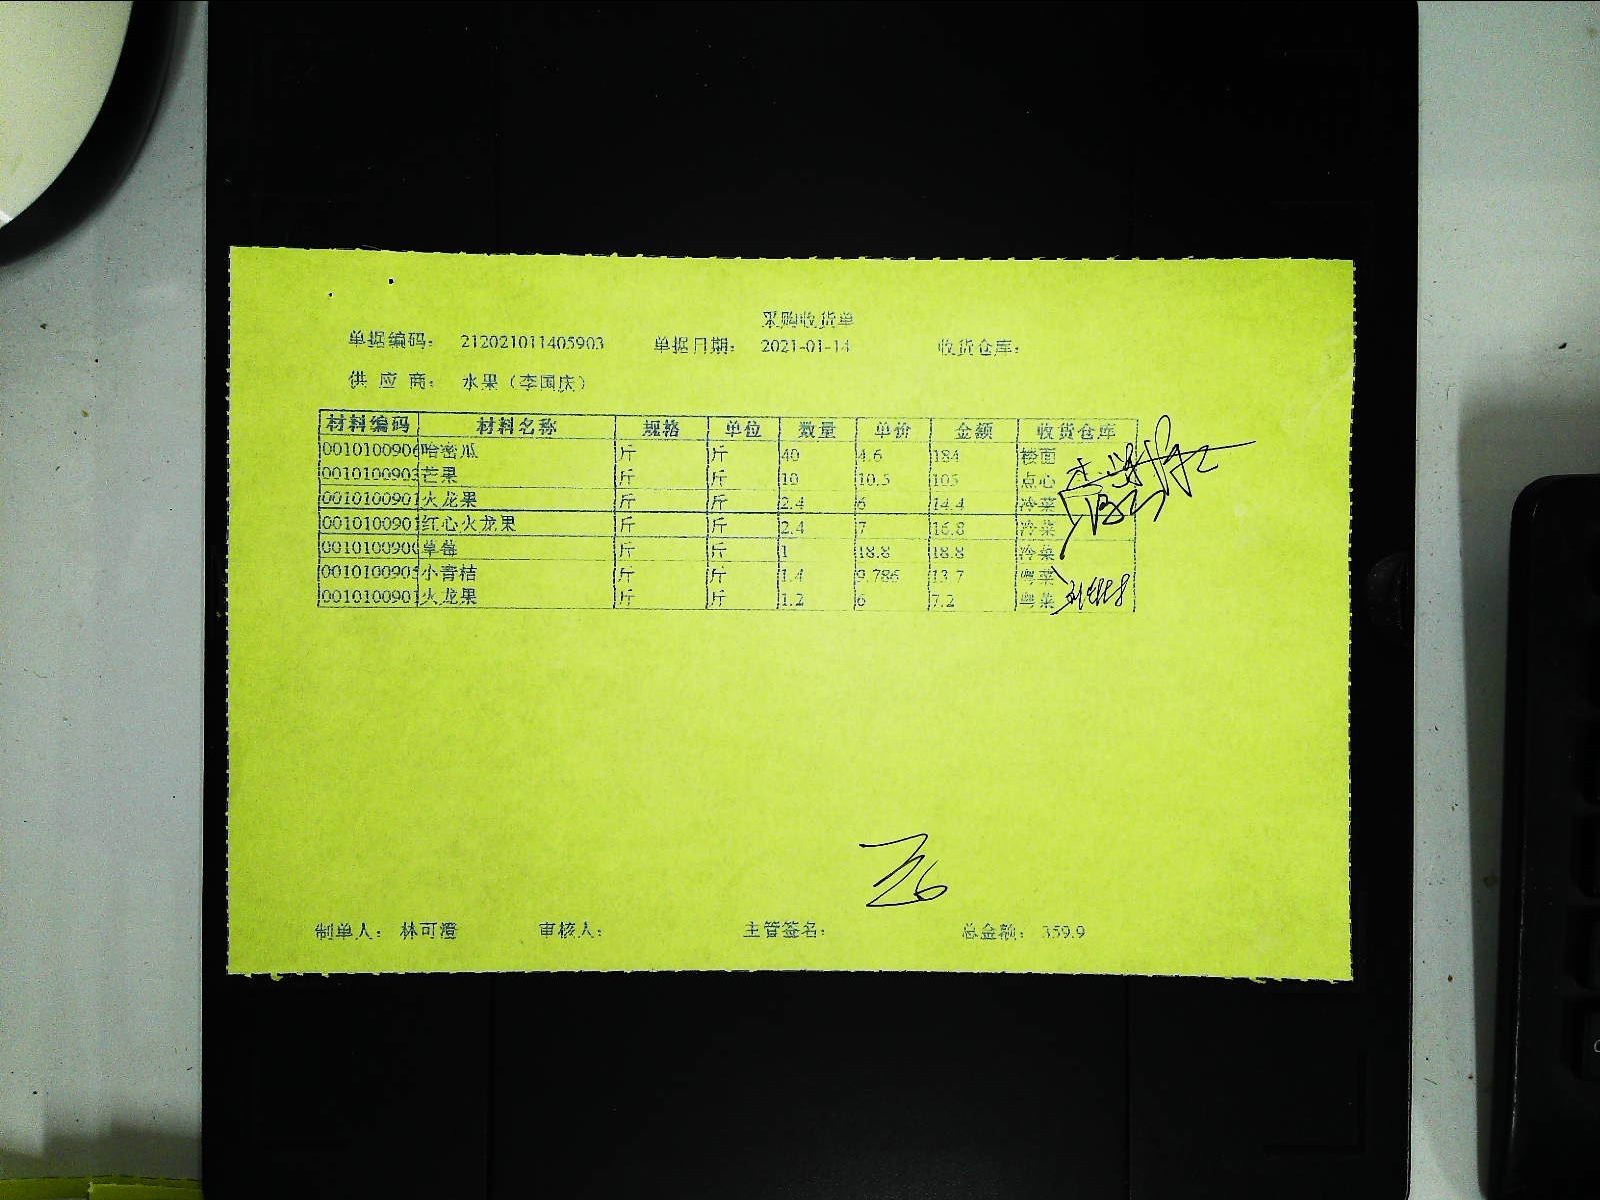 采购收货单
单据编码： 212021011405903 单据日期： 2021-01-14 收货仓库：
供 应 商： 水果（李国庆）
材料编码 材料名称 规格 单位 数量 单价 金额 收货仓库
0010100906 哈密瓜 斤 斤 40 4.6 184 楼面
0010100903 芒果 斤 斤 10 10.5 105 点心
0010100901 火龙果 斤 斤 2.4 6 14.4 冷菜
0010100901 红心火龙果 斤 斤 2.4 7 16.8 冷菜
0010100900 草莓 斤 斤 1 18.8 18.8 冷菜
0010100905 小青桔 斤 斤 1.4 9.786 13.7 粤菜
0010100901 火龙果 斤 斤 1.2 6 7.2 粤菜
制单人： 林可澄 审核人： 主管签名： 总金额： 359.9